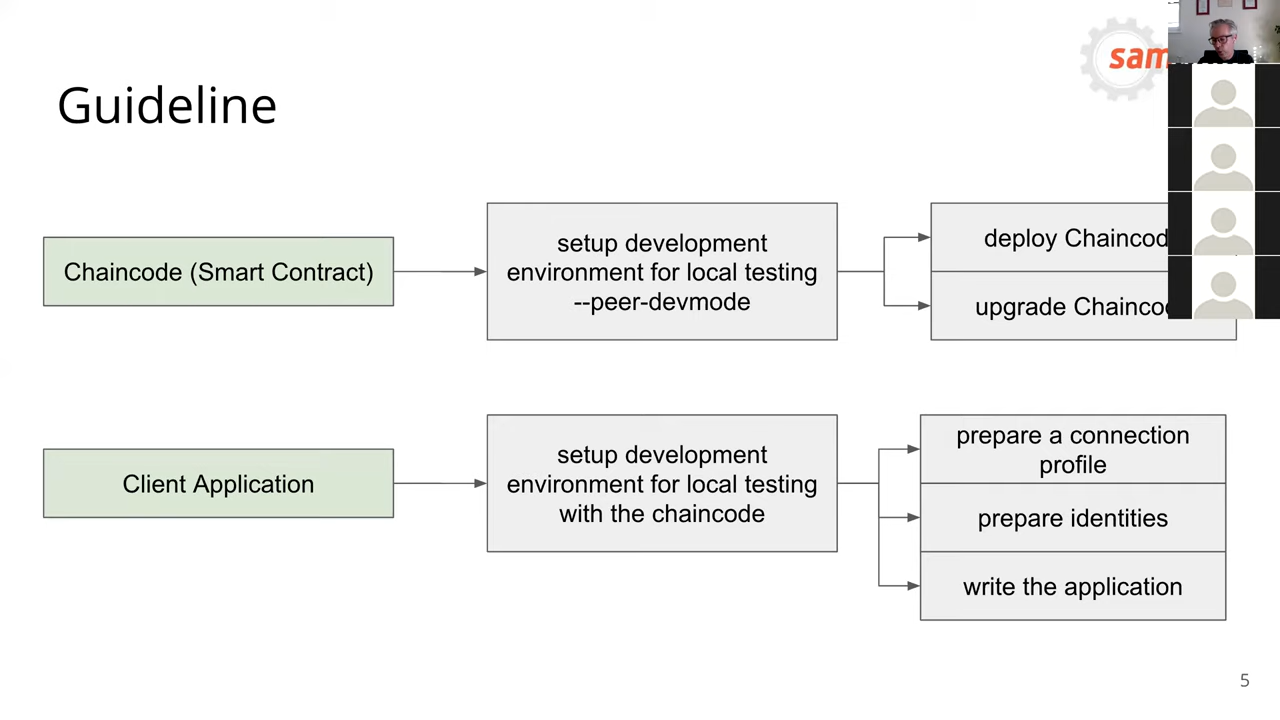 sam
Guideline
Chaincode (Smart Contract)
setup development
environment for local testing
--peer-devmode
deploy Chaincod
upgrade Chainco
Client Application
setup development
environment for local testing
with the chaincode
prepare a connection
profile
prepare identities
write the application
5